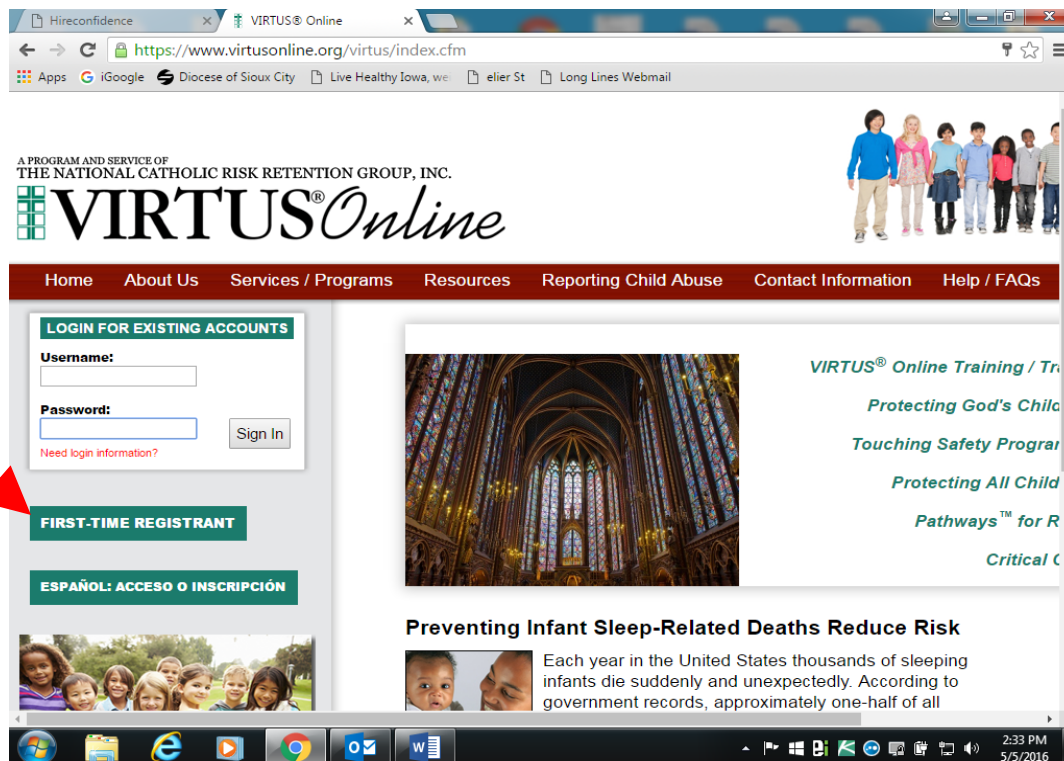 Hireconfidence
VIRTUS® Online
https://www.virtusonline.org/virtus/index.cfm
Apps iGoogle Diocese of Sioux City Live Healthy Iowa, we elier St Long Lines Webmail
A PROGRAM AND SERVICE OF
THE NATIONAL CATHOLIC RISK RETENTION GROUP, INC.
VIRTUS® Online
Home About Us Services / Programs Resources Reporting Child Abuse Contact Information Help / FAQs
LOGIN FOR EXISTING ACCOUNTS
Username:
Password:
Sign In
Need login information?
FIRST-TIME REGISTRANT
ESPAÑOL: ACCESO O INSCRIPCIÓN
VIRTUS® Online Training / Tr
Protecting God's Chil
Touching Safety Progra
Protecting All Child
Pathways™ for R
Critical
Preventing Infant Sleep-Related Deaths Reduce Risk
Each year in the United States thousands of sleeping
infants die suddenly and unexpectedly. According to
government records, approximately one-half of all
2:33 PM
5/5/2016